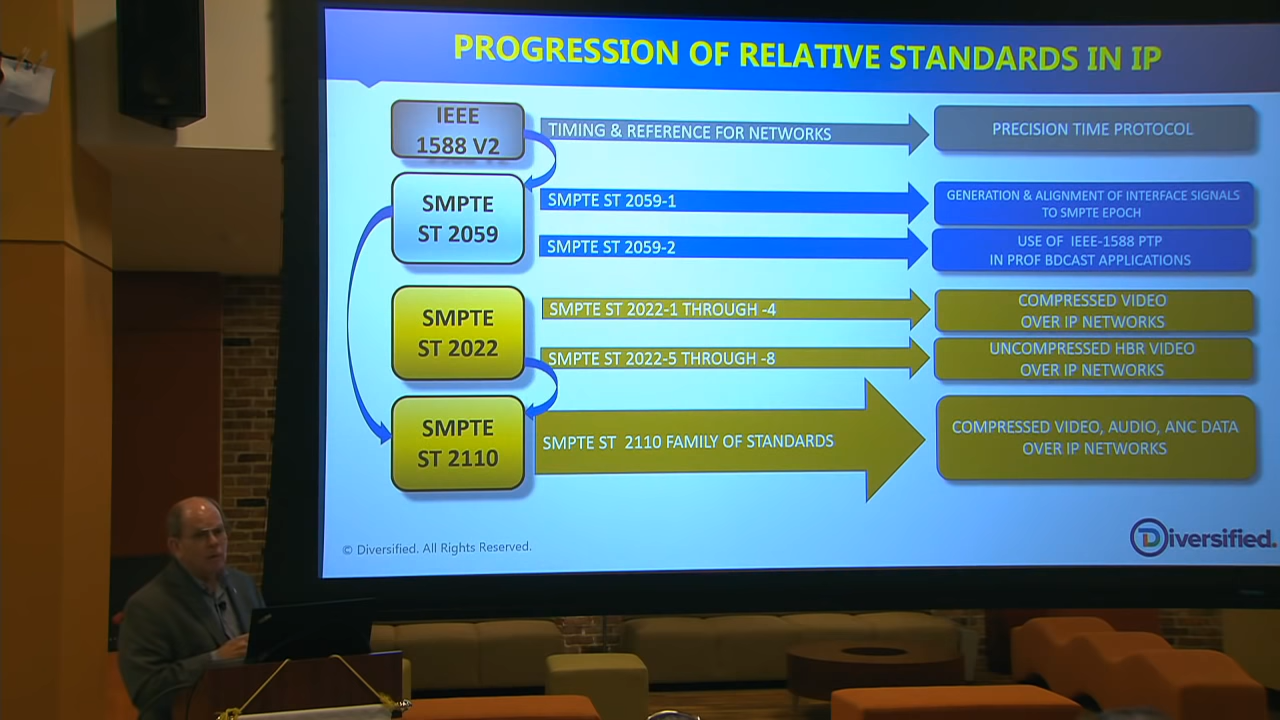 PROGRESSION OF RELATIVE STANDARDS IN IP
IEEE
1588 V2
TIMING & REFERENCE FOR NETWORKS
PRECISION TIME PROTOCOL
SMPTE
ST 2059
SMPTE ST 2059-1
GENERATION & ALIGNMENT OF INTERFACE SIGNALS
TO SMPTE EPOCH
SMPTE ST 2059-2
USE OF IEEE-1588 PTP
IN PROF BDCAST APPLICATIONS
SMPTE
ST 2022
SMPTE ST 2022-1 THROUGH -4
COMPRESSED VIDEO
OVER IP NETWORKS
SMPTE ST 2022-5 THROUGH -8
UNCOMPRESSED HBR VIDEO
OVER IP NETWORKS
SMPTE
ST 2110
SMPTE ST 2110 FAMILY OF STANDARDS
COMPRESSED VIDEO, AUDIO, ANC DATA
OVER IP NETWORKS
© Diversified. All Rights Reserved.
Diversified.